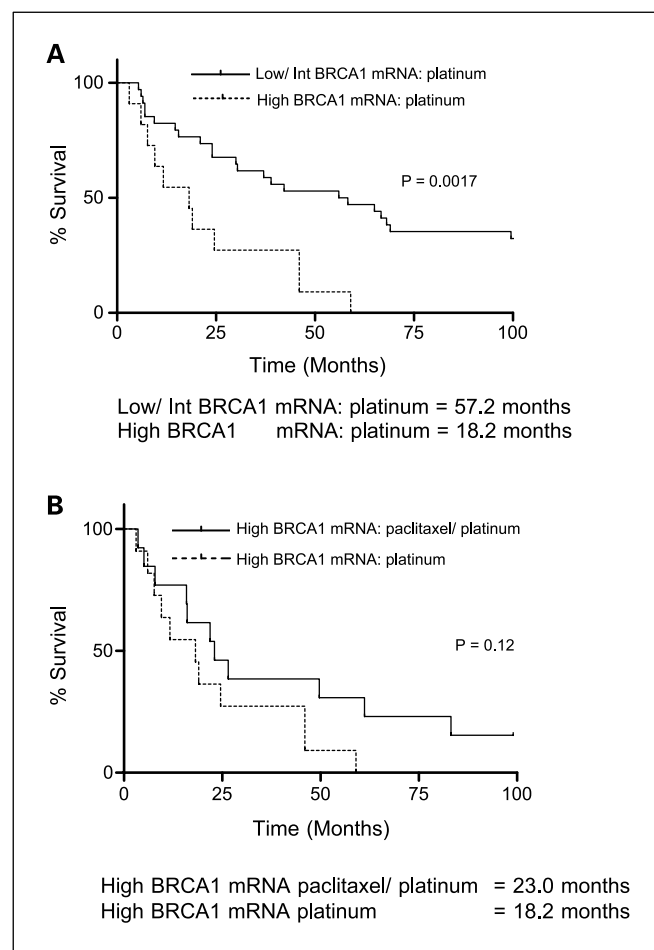 A
Low/ Int BRCA1 mRNA: platinum
High BRCA1 mRNA: platinum
100
50
0
% Survival
P = 0.0017
0 25 50 75 100
Time (Months)
Low/ Int BRCA1 mRNA: platinum = 57.2 months
High BRCA1 mRNA: platinum = 18.2 months
B
High BRCA1 mRNA: paclitaxel/ platinum
High BRCA1 mRNA: platinum
100
50
0
% Survival
P = 0.12
0 25 50 75 100
Time (Months)
High BRCA1 mRNA paclitaxel/ platinum = 23.0 months
High BRCA1 mRNA platinum = 18.2 months